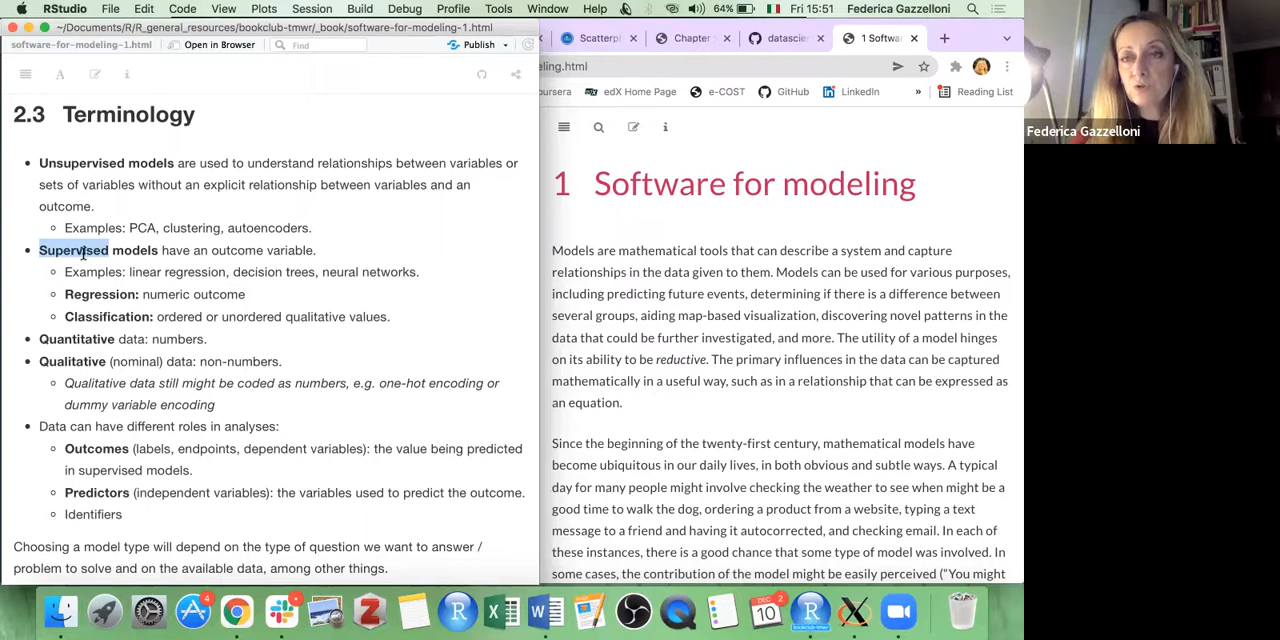 RStudio File Edit Code View Plots Session Build Debug Profile Tools Window Help 64% Fri 15:51 Federica Gazzelloni
~/Documents/R/R_general_resources/bookclub-tmwr/_book/software-for-modeling-1.html
software-for-modeling-1.html Open in Browser Find Publish
2.3 Terminology
• Unsupervised models are used to understand relationships between variables or
sets of variables without an explicit relationship between variables and an
outcome.
Examples: PCA, clustering, autoencoders.
• Supervised models have an outcome variable.
Examples: linear regression, decision trees, neural networks.
Regression: numeric outcome
Classification: ordered or unordered qualitative values.
• Quantitative data: numbers.
• Qualitative (nominal) data: non-numbers.
Qualitative data still might be coded as numbers, e.g. one-hot encoding or
dummy variable encoding
• Data can have different roles in analyses:
Outcomes (labels, endpoints, dependent variables): the value being predicted
in supervised models.
Predictors (independent variables): the variables used to predict the outcome.
Identifiers
Choosing a model type will depend on the type of question we want to answer /
problem to solve and on the available data, among other things.
Scatterpl Chapter datascien 1 Softwa
eling.html
oursera edX Home Page e-COST GitHub LinkedIn » Reading List
1 Software for modeling
Models are mathematical tools that can describe a system and capture
relationships in the data given to them. Models can be used for various purposes,
including predicting future events, determining if there is a difference between
several groups, aiding map-based visualization, discovering novel patterns in the
data that could be further investigated, and more. The utility of a model hinges
on its ability to be reductive. The primary influences in the data can be captured
mathematically in a useful way, such as in a relationship that can be expressed as
an equation.
Since the beginning of the twenty-first century, mathematical models have
become ubiquitous in our daily lives, in both obvious and subtle ways. A typical
day for many people might involve checking the weather to see when might be a
good time to walk the dog, ordering a product from a website, typing a text
message to a friend and having it autocorrected, and checking email. In each of
these instances, there is a good chance that some type of model was involved. In
some cases, the contribution of the model might be easily perceived ("You might
Federica Gazzelloni
4
DEC
10
2
bookclub-tmwr